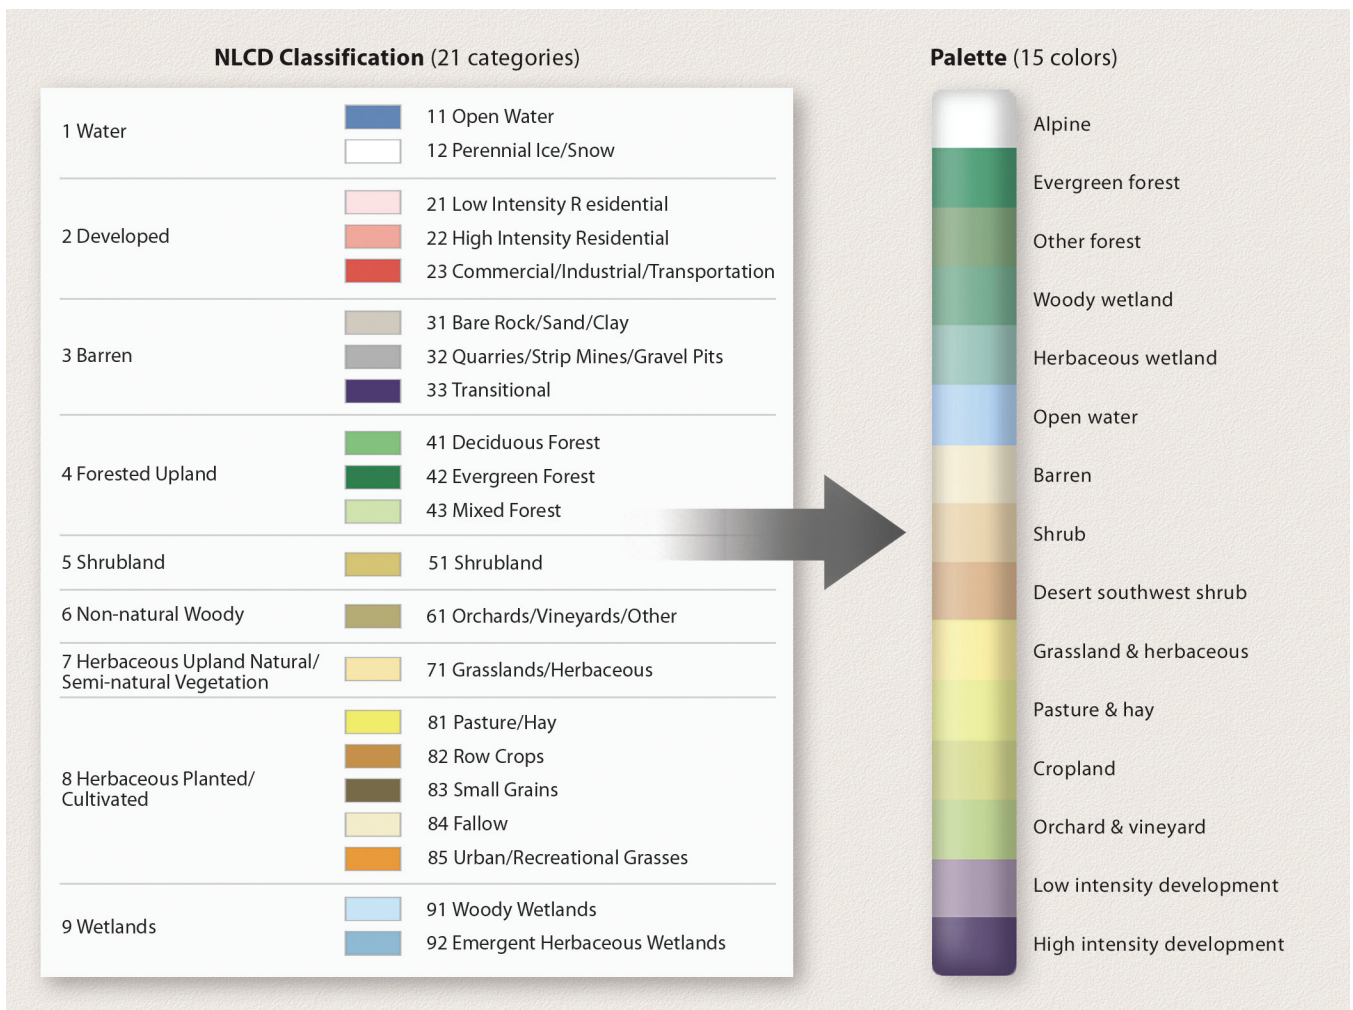 NLCD Classification (21 categories)
1 Water
11 Open Water
12 Perennial Ice/Snow
2 Developed
21 Low Intensity R esidential
22 High Intensity Residential
23 Commercial/Industrial/Transportation
3 Barren
31 Bare Rock/Sand/Clay
32 Quarries/Strip Mines/Gravel Pits
33 Transitional
4 Forested Upland
41 Deciduous Forest
42 Evergreen Forest
43 Mixed Forest
5 Shrubland
51 Shrubland
6 Non-natural Woody
61 Orchards/Vineyards/Other
7 Herbaceous Upland Natural/
Semi-natural Vegetation
71 Grasslands/Herbaceous
8 Herbaceous Planted/
Cultivated
81 Pasture/Hay
82 Row Crops
83 Small Grains
84 Fallow
85 Urban/Recreational Grasses
9 Wetlands
91 Woody Wetlands
92 Emergent Herbaceous Wetlands
Palette (15 colors)
Alpine
Evergreen forest
Other forest
Woody wetland
Herbaceous wetland
Open water
Barren
Shrub
Desert southwest shrub
Grassland & herbaceous
Pasture & hay
Cropland
Orchard & vineyard
Low intensity development
High intensity development